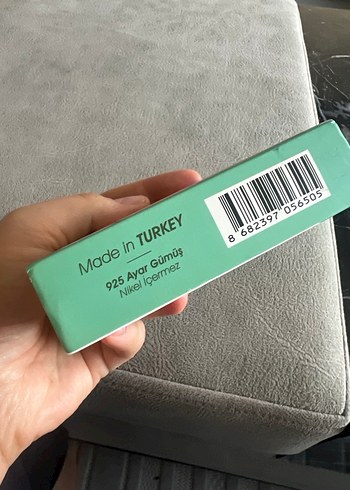 Made in TURKEY
925 Ayar Gümüş
Nikel İçermez
8 682397 056505